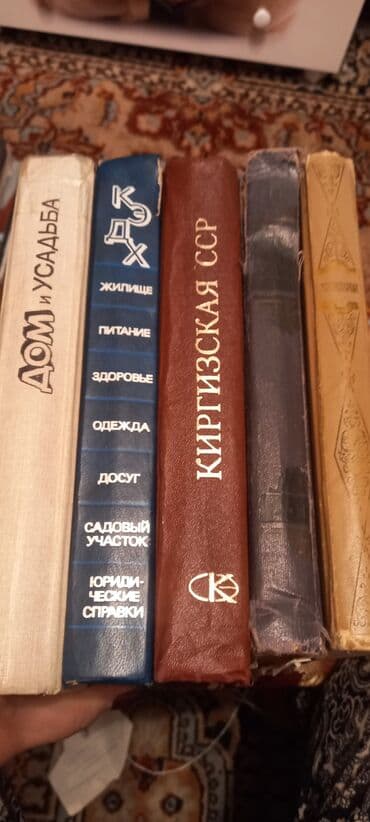 ДОМ и УСАДЬБА
КЭДХ
ЖИЛИЩЕ
ПИТАНИЕ
ЗДОРОВЬЕ
ОДЕЖДА
ДОСУГ
САДОВЫЙ
УЧАСТОК
ЮРИДИ-
ЧЕСКИЕ
СПРАВКИ
КИРГИЗСКАЯ ССР